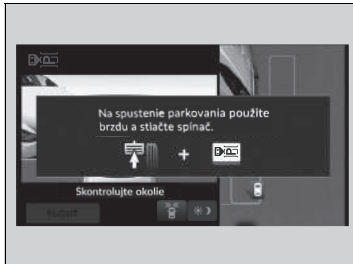 Na spustenie parkovania použite
brzdu a stlačte spínač.
+
Skontrolujte okolie